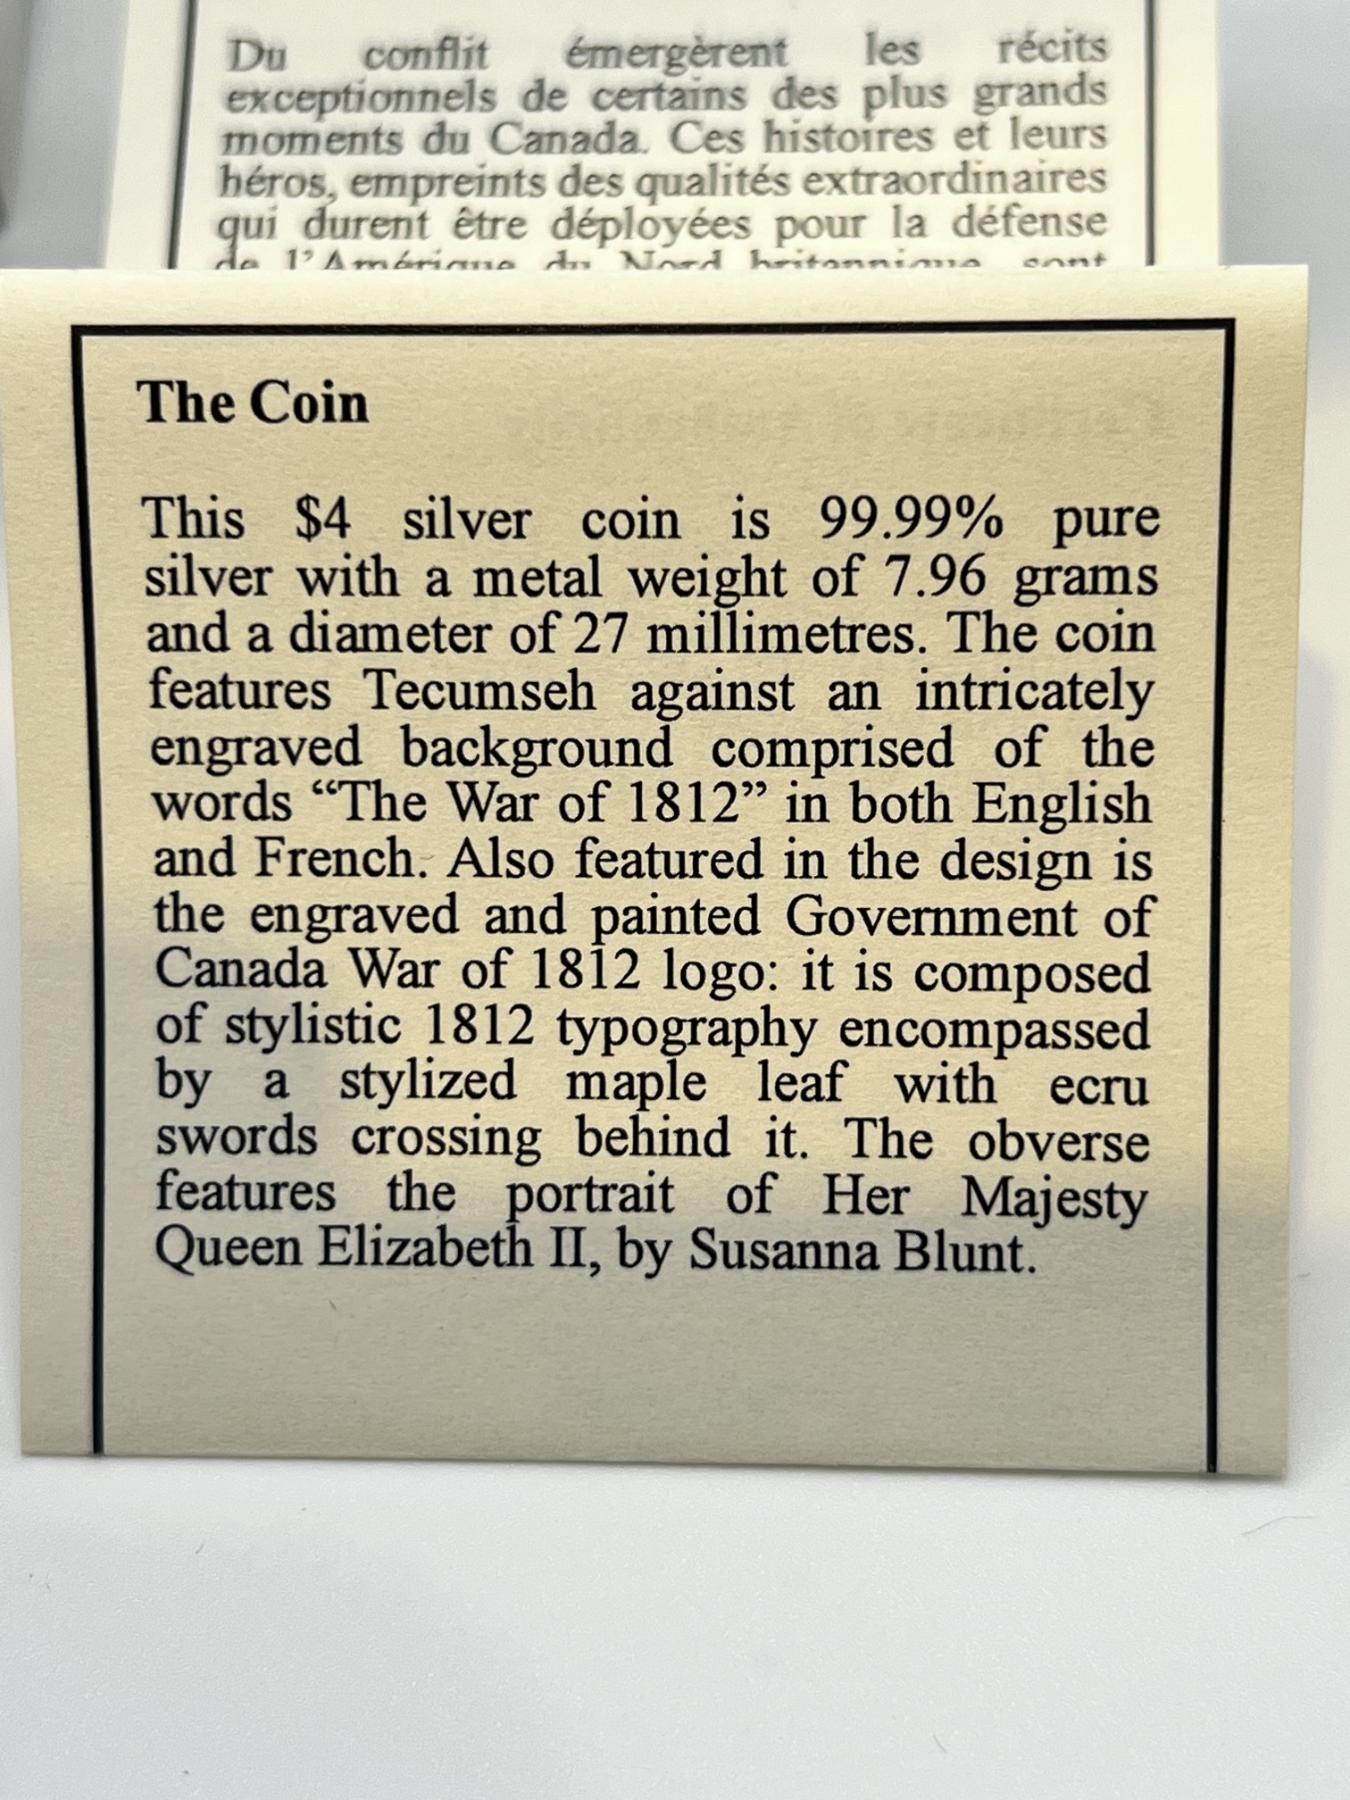 Du conflit émergèrent les récits
exceptionnels de certains des plus grands
moments du Canada. Ces histoires et leurs
héros, empreints des qualités extraordinaires
qui durent être déployées pour la défense
de l'Amérique du Nord britannique, sont
The Coin
This $4 silver coin is 99.99% pure
silver with a metal weight of 7.96 grams
and a diameter of 27 millimetres. The coin
features Tecumseh against an intricately
engraved background comprised of the
words “The War of 1812” in both English
and French. Also featured in the design is
the engraved and painted Government of
Canada War of 1812 logo: it is composed
of stylistic 1812 typography encompassed
by a stylized maple leaf with ecru
swords crossing behind it. The obverse
features the portrait of Her Majesty
Queen Elizabeth II, by Susanna Blunt.